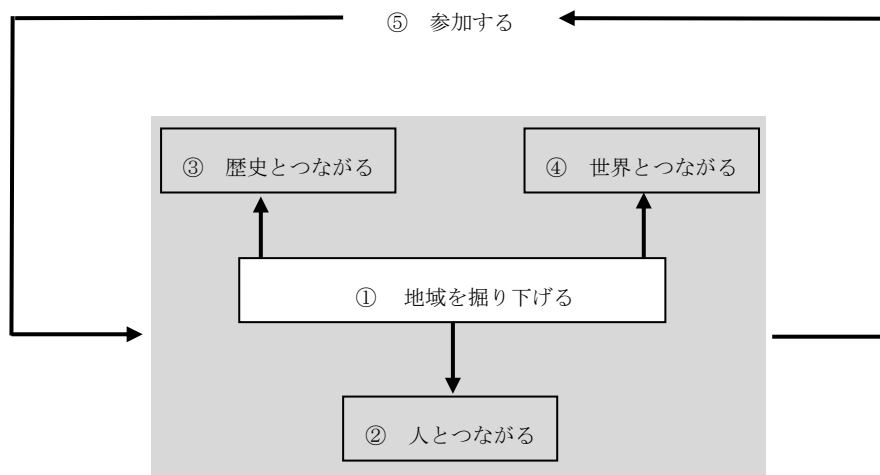 ⑤ 参加する
③ 歴史とつながる
④ 世界とつながる
① 地域を掘り下げる
② 人とつながる